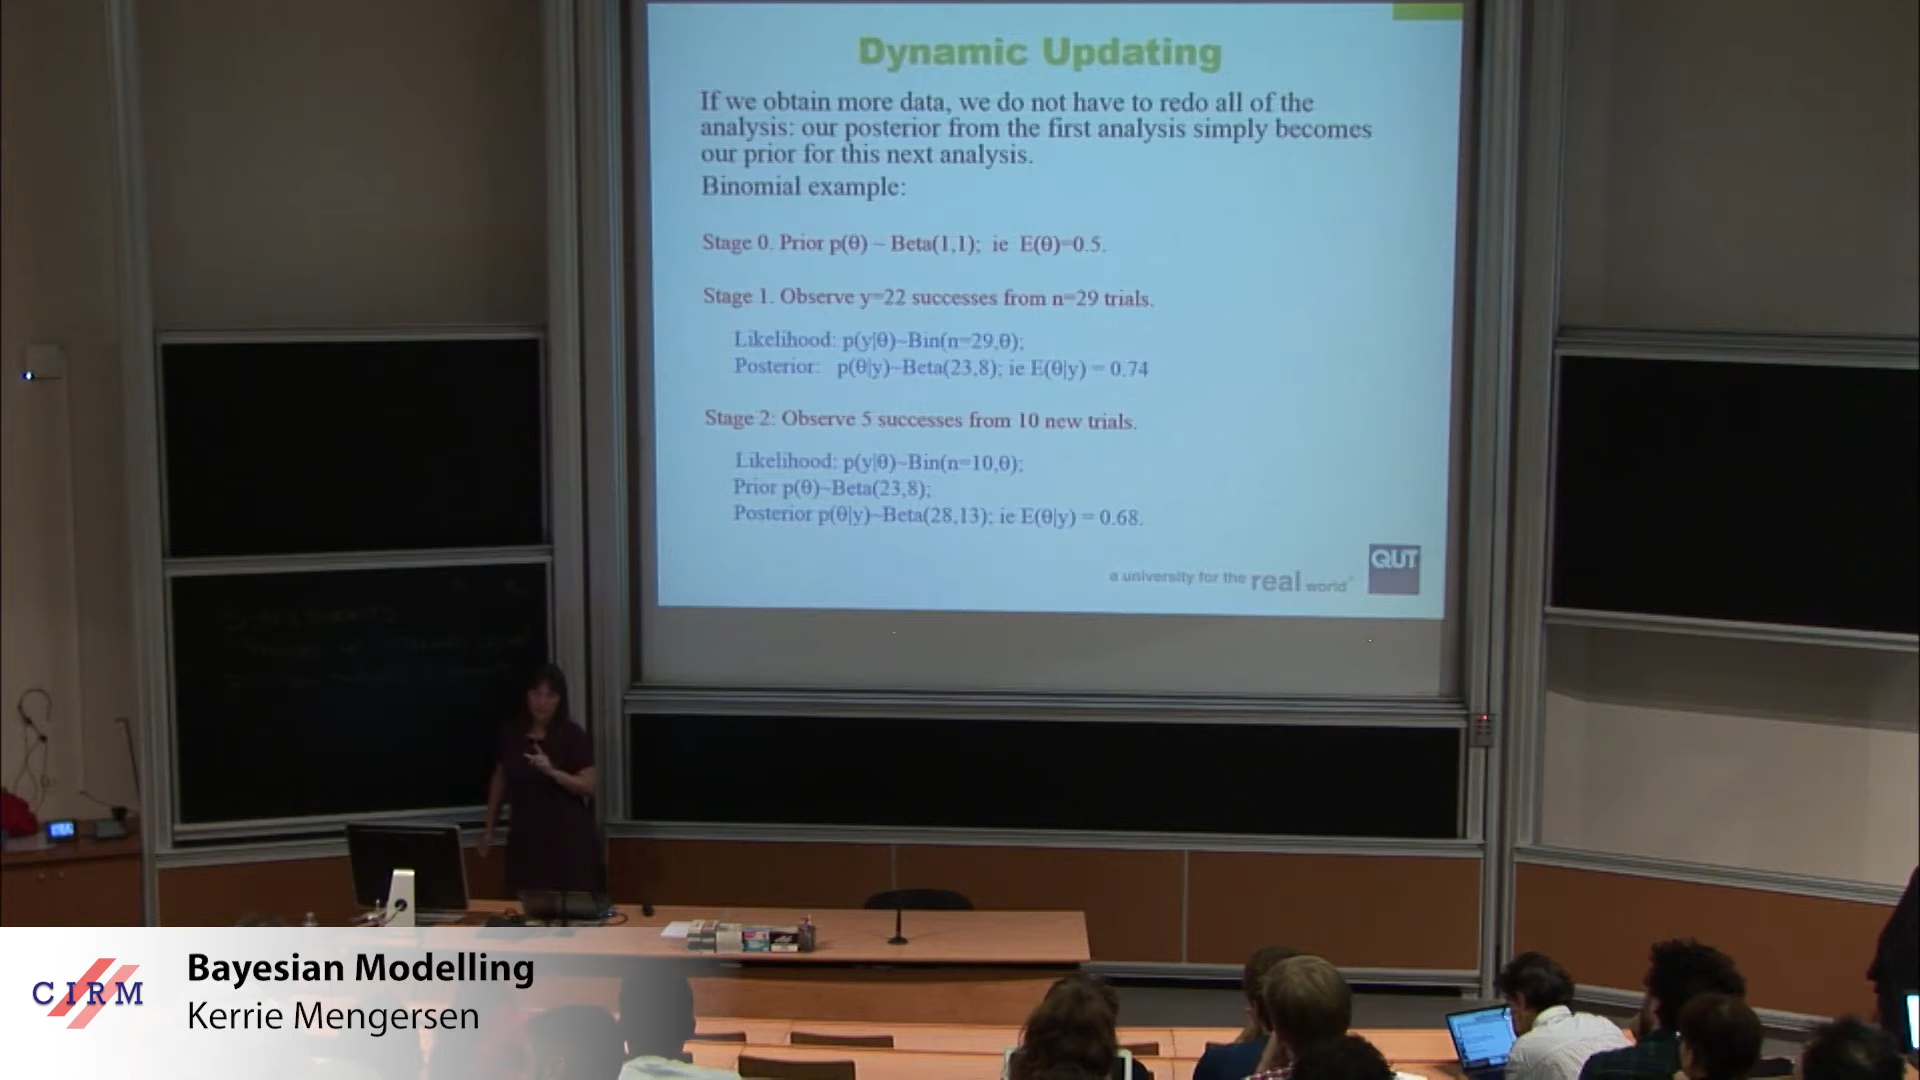 Dynamic Updating
If we obtain more data, we do not have to redo all of the
analysis: our posterior from the first analysis simply becomes
our prior for this next analysis.
Binomial example:
Stage 0. Prior p(θ) ~ Beta(1,1); ie E(θ)=0.5.
Stage 1. Observe y=22 successes from n=29 trials.
Likelihood: p(y|θ)~Bin(n=29,θ);
Posterior: p(θ|y)~Beta(23,8); ie E(θ|y) = 0.74
Stage 2: Observe 5 successes from 10 new trials.
Likelihood: p(y|θ)~Bin(n=10,θ);
Prior p(θ)~Beta(23,8);
Posterior p(θ|y)~Beta(28,13); ie E(θ|y) = 0.68.
a university for the real world
QUT
CIRM
Bayesian Modelling
Kerrie Mengersen